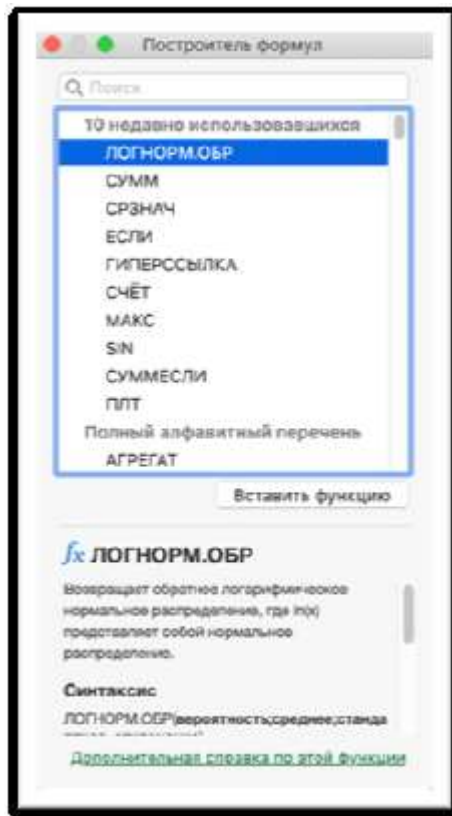 Построитель формул
Поиск
10 недавно использовавшихся
ЛОГНОРМ.ОБР
СУММ
СРЗНАЧ
ЕСЛИ
ГИПЕРССЫЛКА
СЧЁТ
МАКС
SIN
СУММЕСЛИ
ПЛТ
Полный алфавитный перечень
АГРЕГАТ
Вставить функцию
fx ЛОГНОРМ.ОБР
Возвращает обратное логарифмическое
нормальное распределение, где ln(x)
представляет собой нормальное
распределение.
Синтаксис
ЛОГНОРМ.ОБР(вероятность;среднее;станда
Дополнительная справка по этой функции